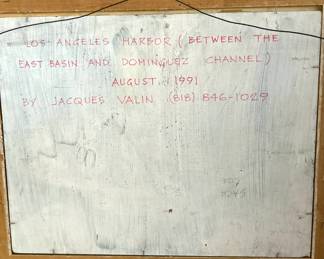 LOS ANGELES HARBOR (BETWEEN THE
EAST BASIN AND DOMINGUEZ CHANNEL)
AUGUST, 1991
BY JACQUES VALIN (818) 846-1029